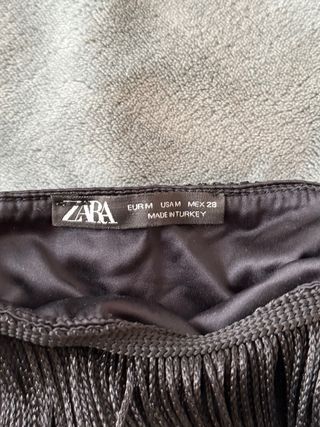 ZARA
EUR M USA M MEX 28
MADE IN TURKEY